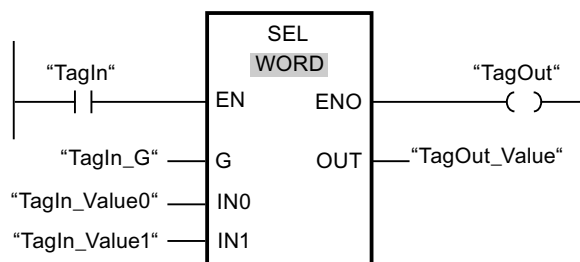 SEL
WORD
“TagIn“
“TagOut“
EN
ENO
“TagIn_G“
G
OUT
“TagOut_Value“
“TagIn_Value0“
IN0
“TagIn_Value1“
IN1